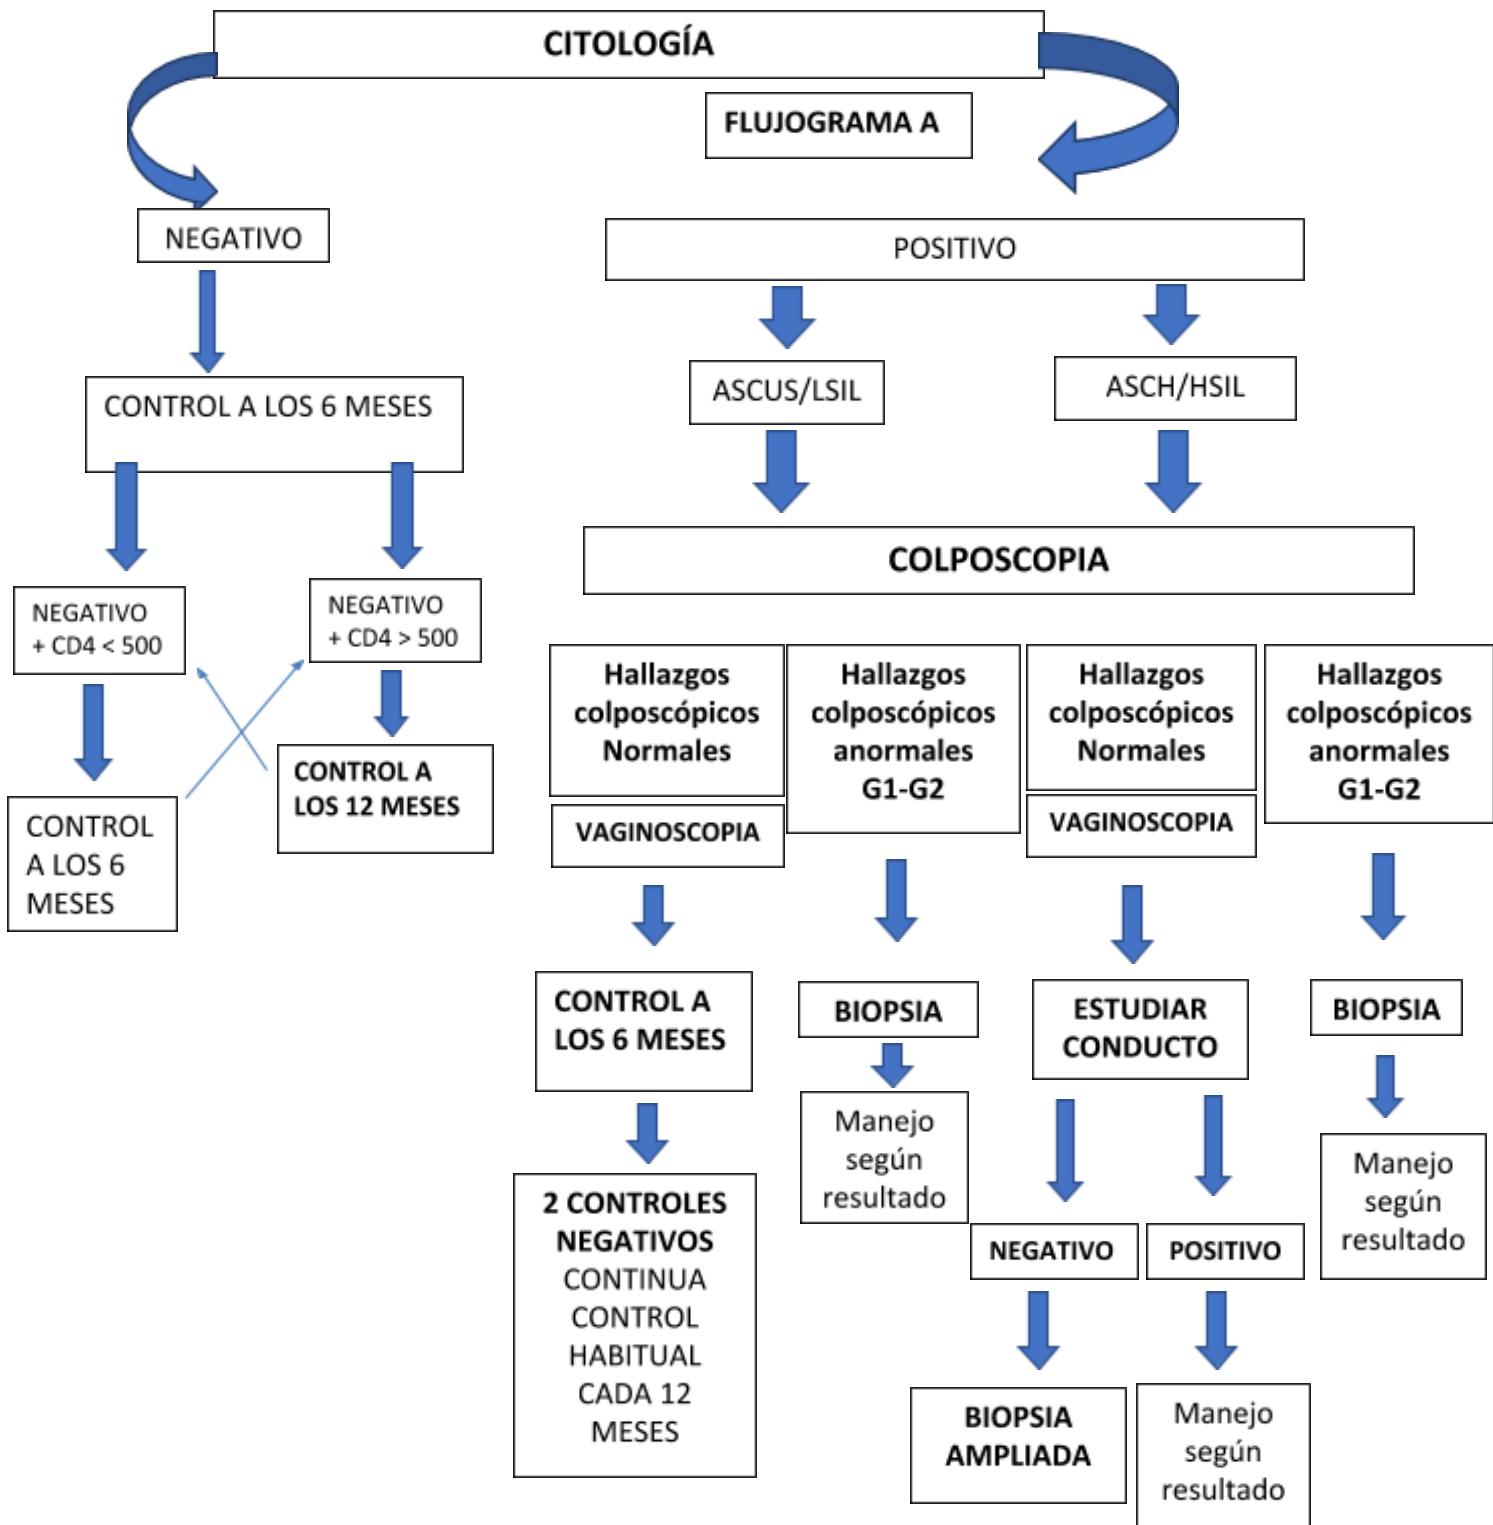 CITOLOGÍA
FLUJOGRAMA A
NEGATIVO
POSITIVO
CONTROL A LOS 6 MESES
ASCUS/LSIL
ASCH/HSIL
COLPOSCOPIA
NEGATIVO
+ CD4 < 500
NEGATIVO
+ CD4 > 500
CONTROL
A LOS 6
MESES
CONTROL A
LOS 12 MESES
Hallazgos
colposcópicos
Normales
VAGINOSCOPIA
Hallazgos
colposcópicos
anormales
G1-G2
Hallazgos
colposcópicos
Normales
VAGINOSCOPIA
Hallazgos
colposcópicos
anormales
G1-G2
CONTROL A
LOS 6 MESES
BIOPSIA
ESTUDIAR
CONDUCTO
BIOPSIA
2 CONTROLES
NEGATIVOS
CONTINUA
CONTROL
HABITUAL
CADA 12
MESES
Manejo
según
resultado
NEGATIVO
POSITIVO
Manejo
según
resultado
BIOPSIA
AMPLIADA
Manejo
según
resultado